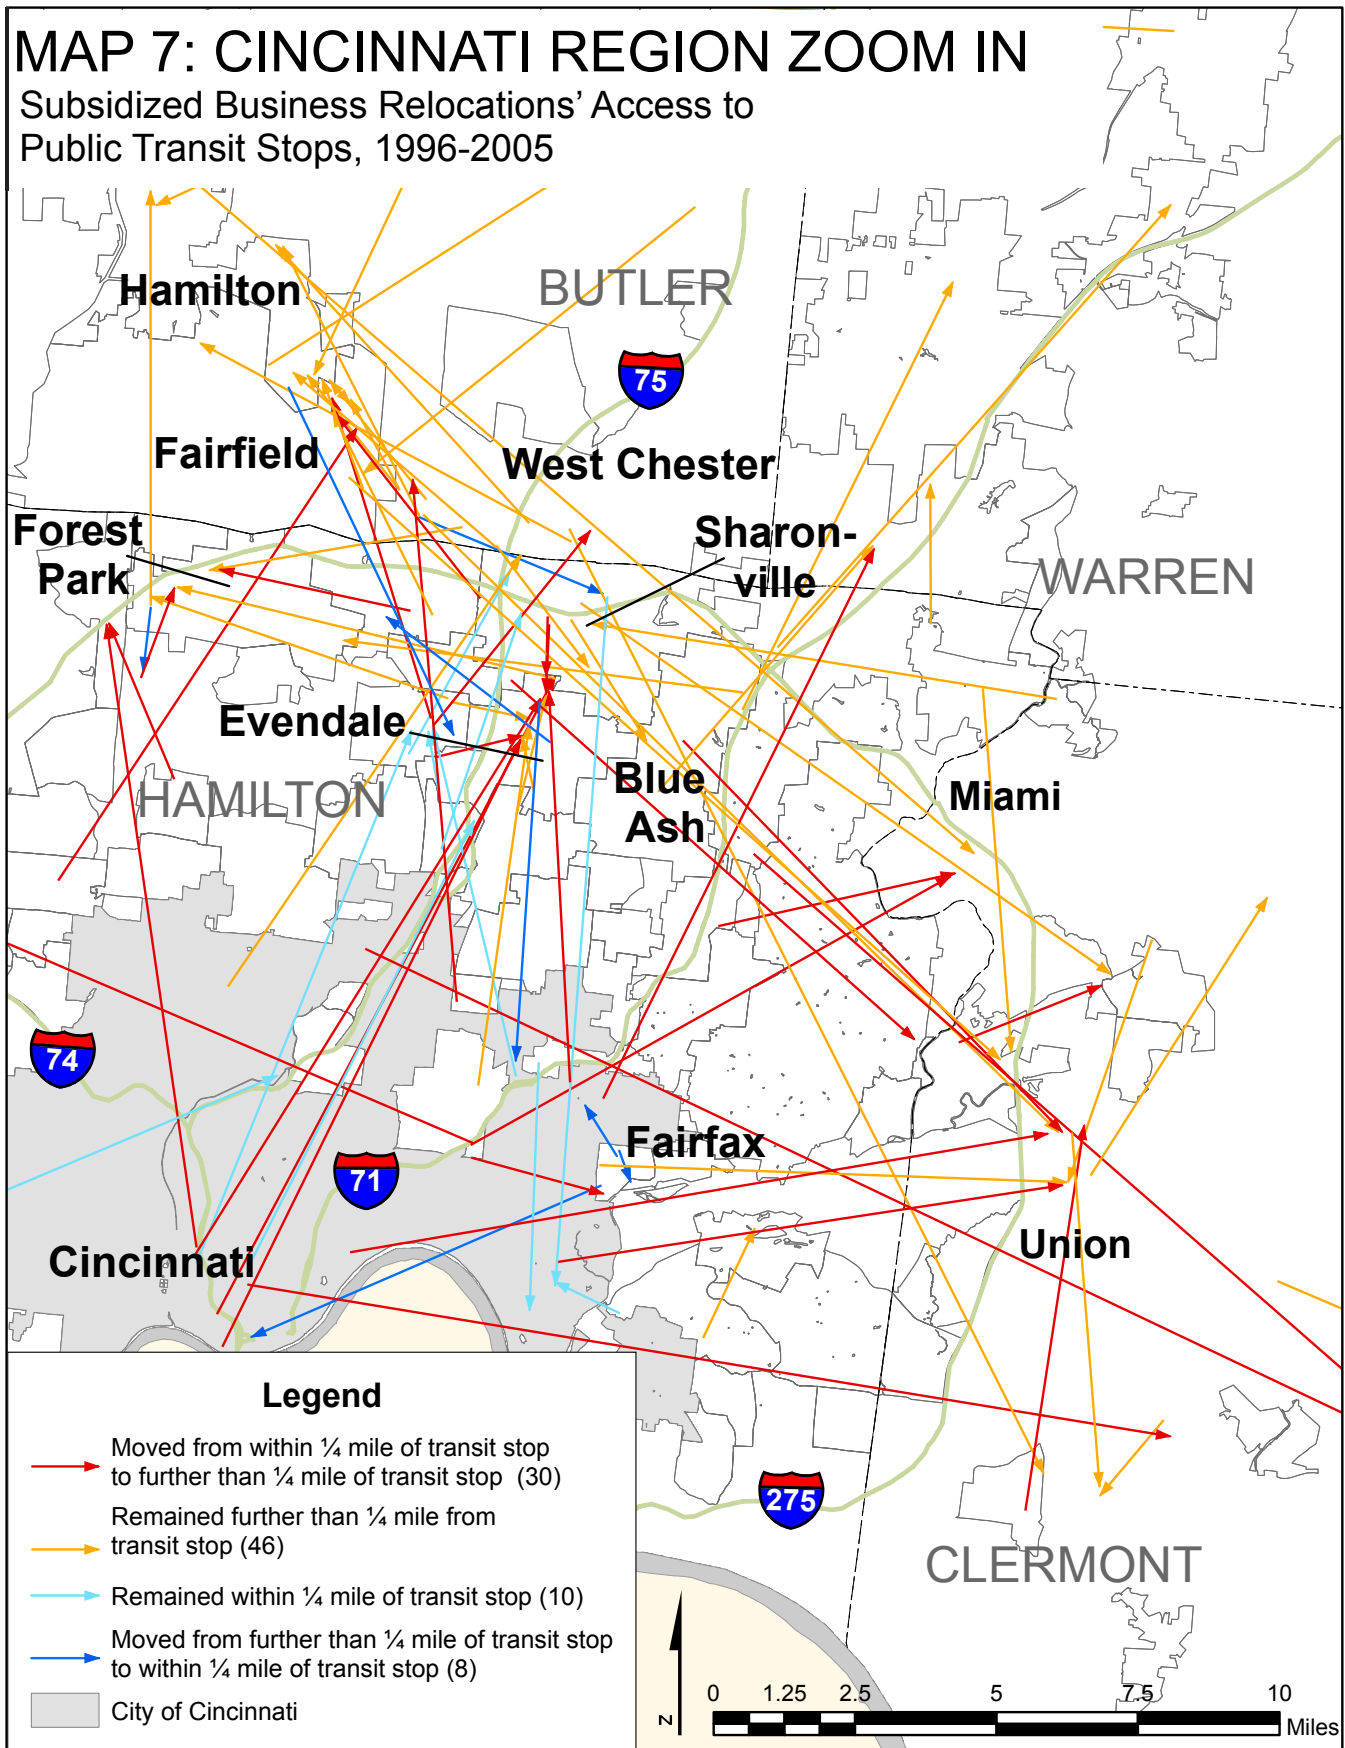 MAP 7: CINCINNATI REGION ZOOM IN
Subsidized Business Relocations' Access to
Public Transit Stops, 1996-2005
Hamilton
BUTLER
75
Fairfield
West Chester
Forest
Park
Sharon-
ville
WARREN
Evendale
Blue
Ash
Miami
HAMILTON
74
71
Fairfax
Cincinnati
Union
275
CLERMONT
Legend
Moved from within ¼ mile of transit stop
to further than ¼ mile of transit stop (30)
Remained further than ¼ mile from
transit stop (46)
Remained within ¼ mile of transit stop (10)
Moved from further than ¼ mile of transit stop
to within ¼ mile of transit stop (8)
City of Cincinnati
N
0 1.25 2.5 5 7.5 10
Miles